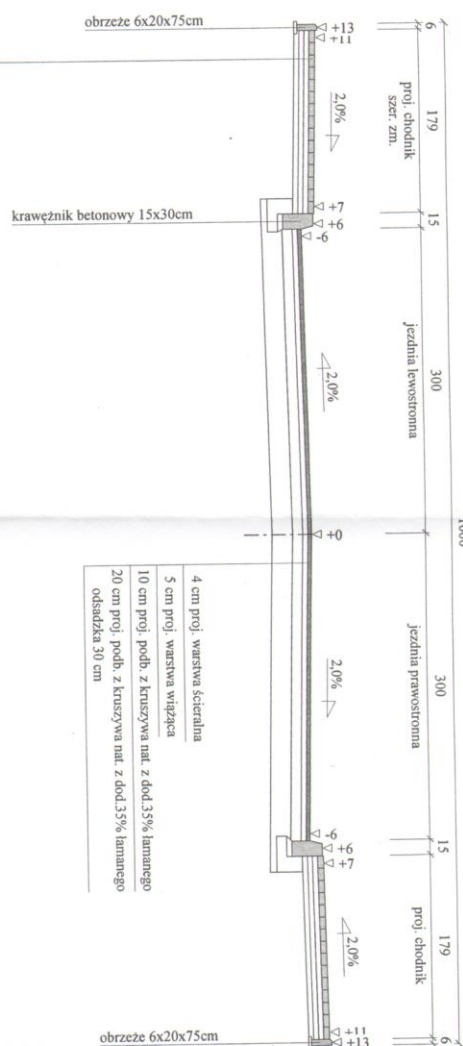 obrzeże 6x20x75cm
+13
+11
6
2,0%
proj. chodnik
szer. zm.
179
krawężnik betonowy 15x30cm
+7
+6
-6
15
2,0%
jezdnia lewostronna
300
+0
1000
4 cm proj. warstwa ścieralna
5 cm proj. warstwa wiążąca
10 cm proj. podb. z kruszywa nat. z dod.35% łamanego
20 cm proj. podb. z kruszywa nat. z dod.35% łamanego
odsadzka 30 cm
2,0%
jezdnia prawostronna
300
-6
+6
+7
15
2,0%
proj. chodnik
179
obrzeże 6x20x75cm
+11
+13
6